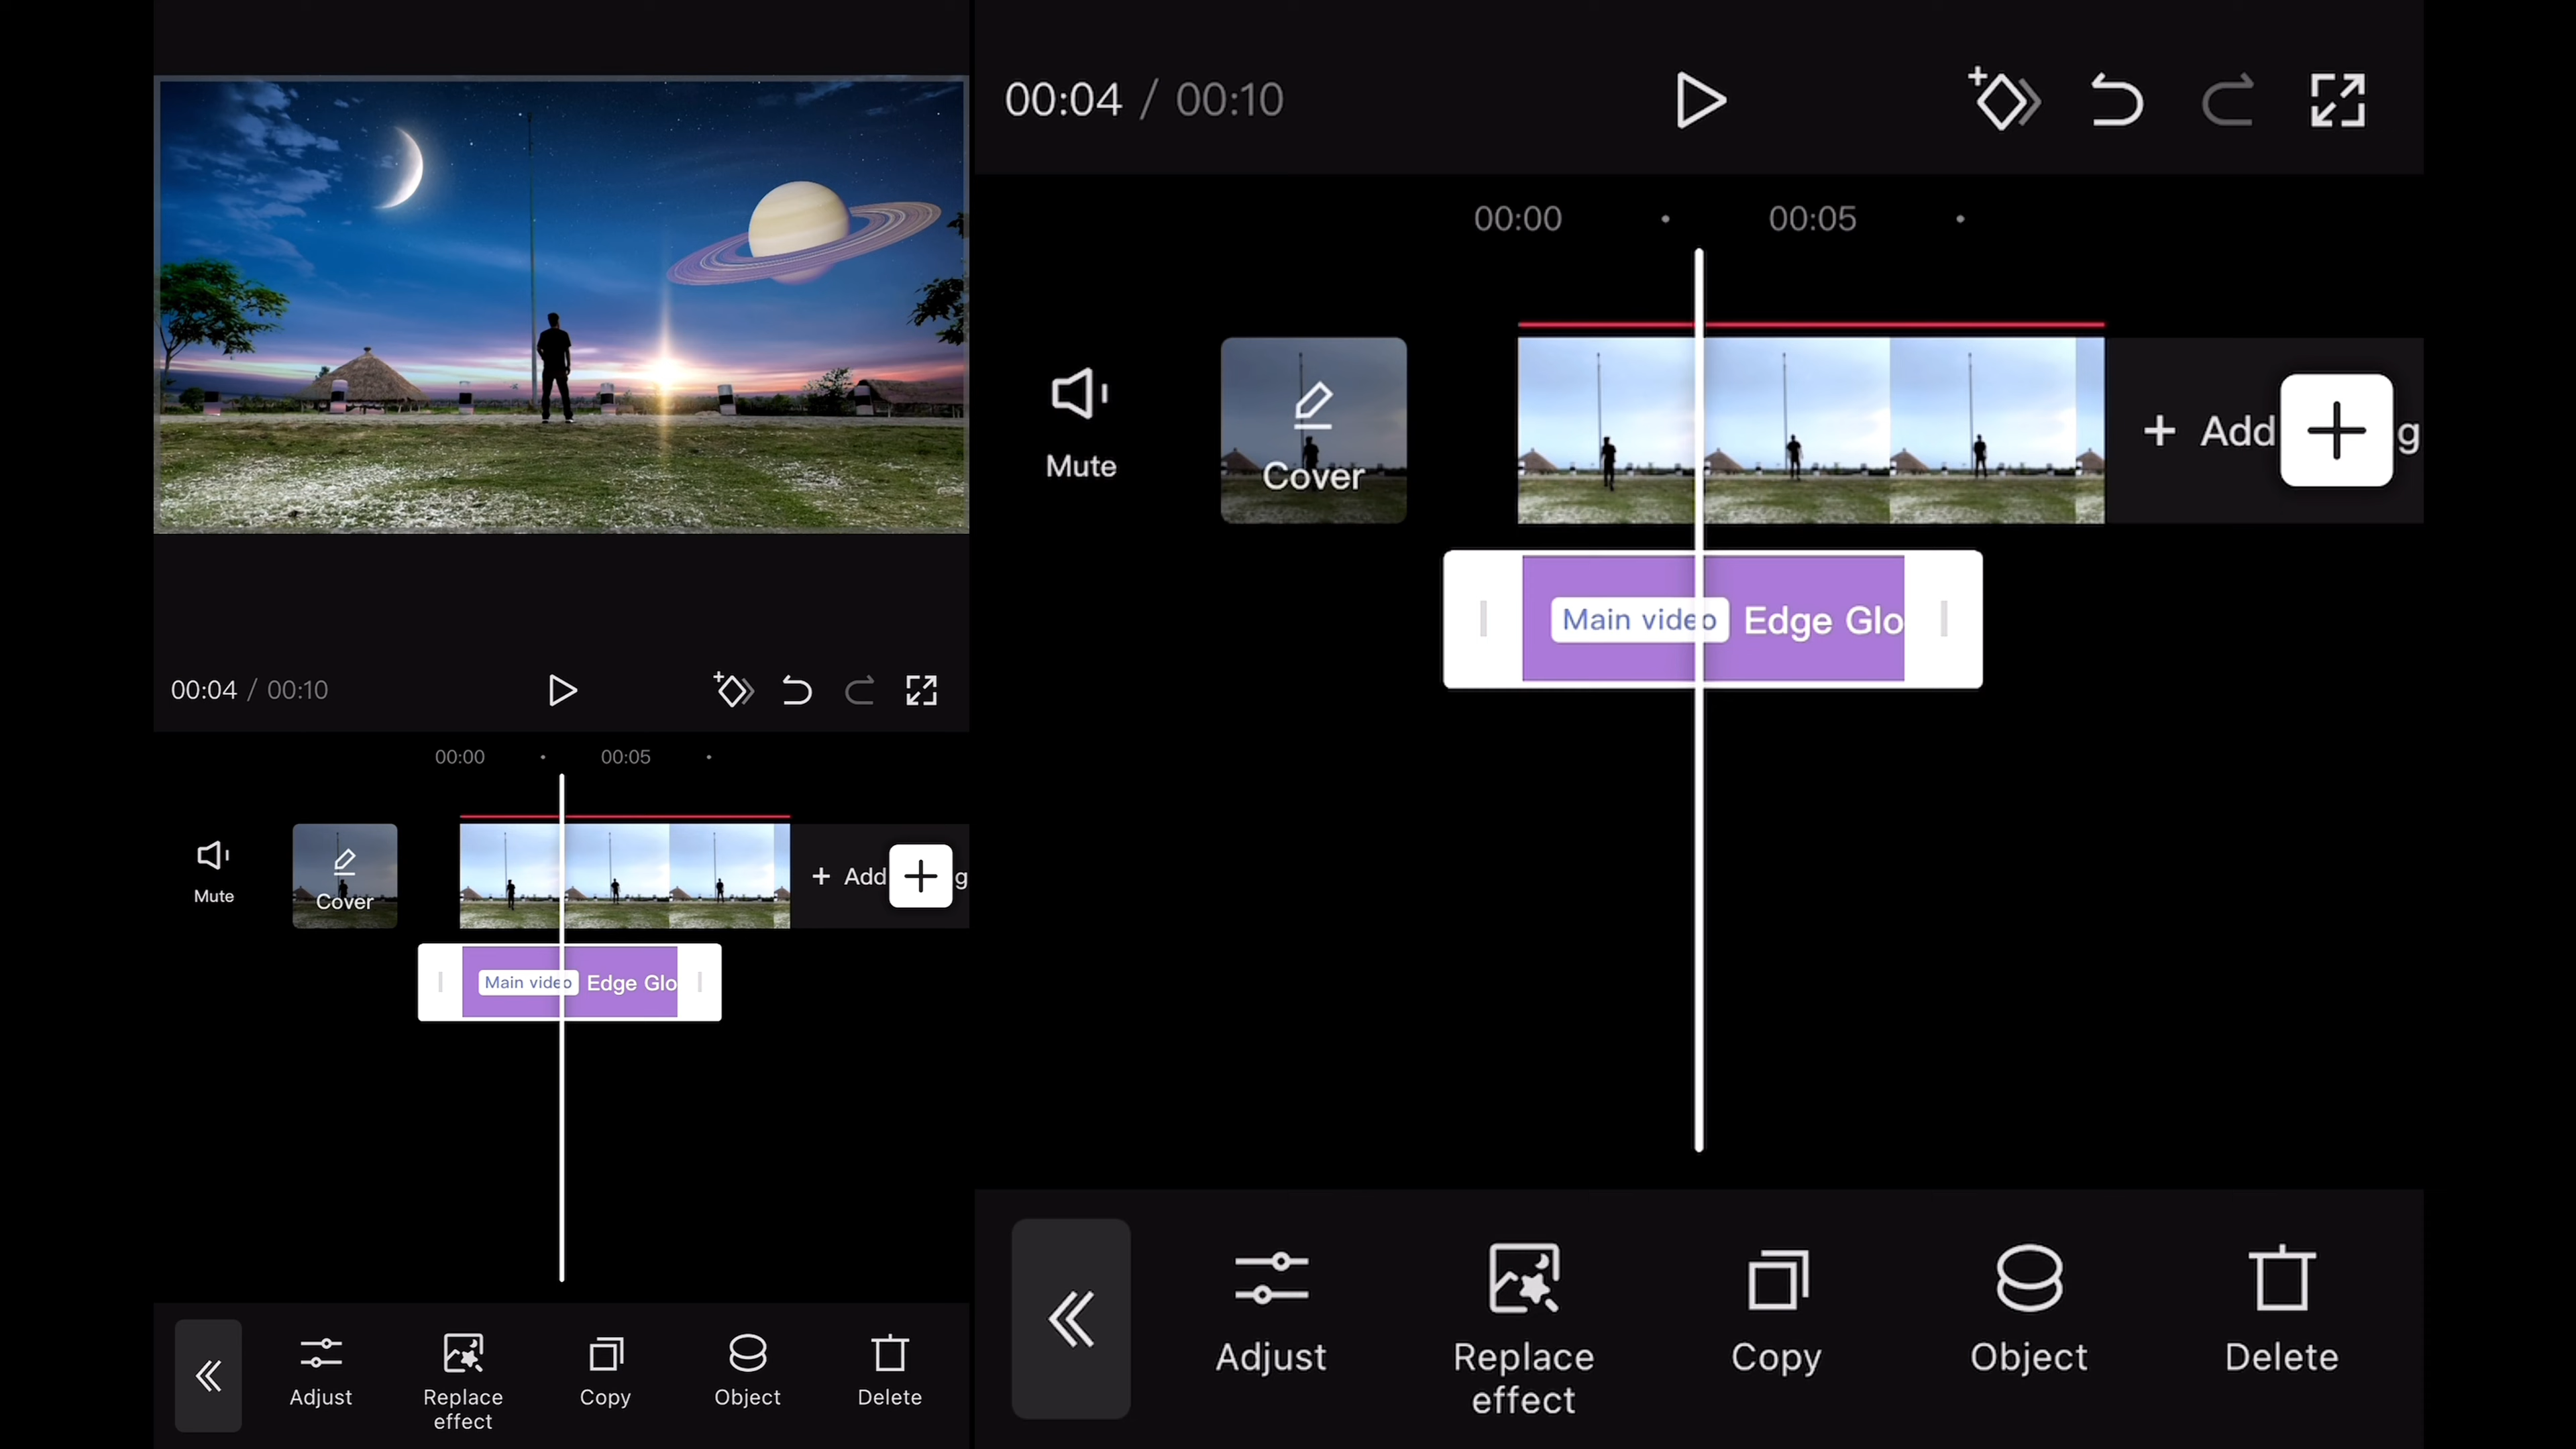 00:04 / 00:10
00:00 00:05
Mute
Cover
+ Add + g
Main video Edge Glo
Adjust
Replace
effect
Copy
Object
Delete
00:04 / 00:10
00:00 00:05
Mute
Cover
+ Add + g
Main video Edge Glo
Adjust
Replace
effect
Copy
Object
Delete